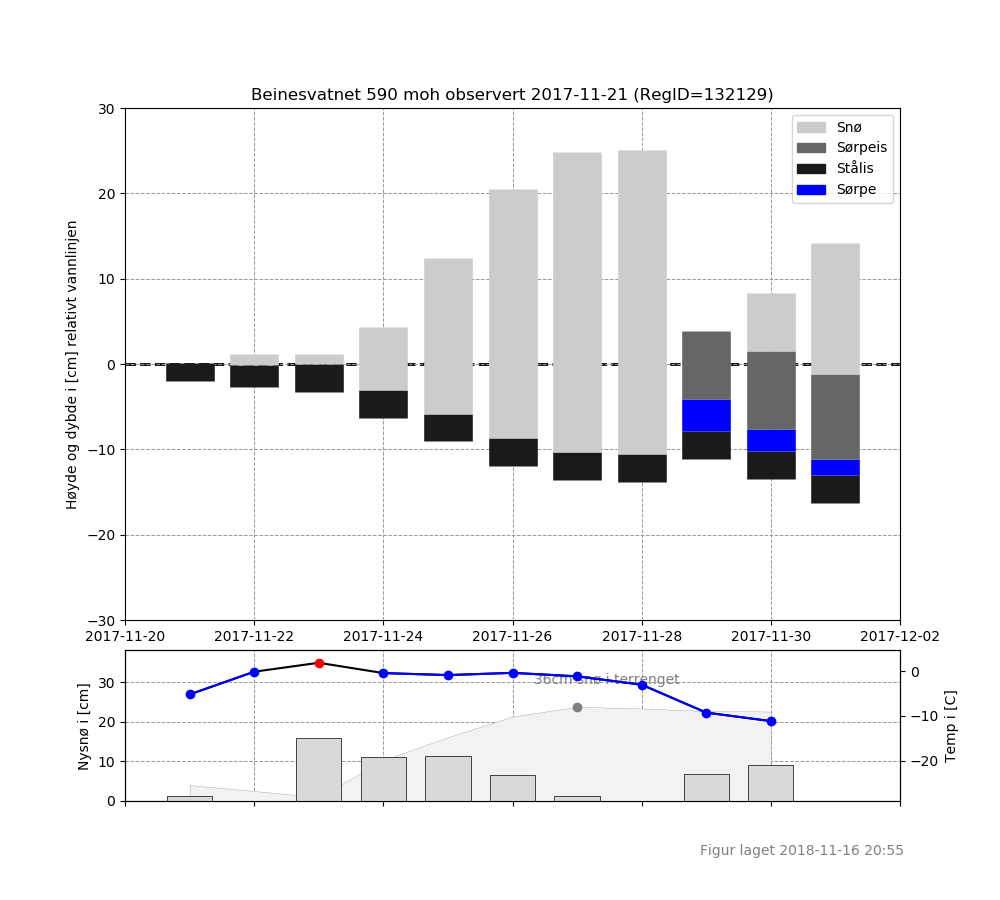 Beinesvatnet 590 moh observert 2017-11-21 (RegID=132129)
Snø
Sørpeis
Stålis
Sørpe
Høyde og dybde i [cm] relativt vannlinjen
30
20
10
0
−10
−20
−30
2017-11-20 2017-11-22 2017-11-24 2017-11-26 2017-11-28 2017-11-30 2017-12-02
36cm snø i terrenget
Nysnø i [cm]
30
20
10
0
0
−10
−20
Temp i [C]
Figur laget 2018-11-16 20:55